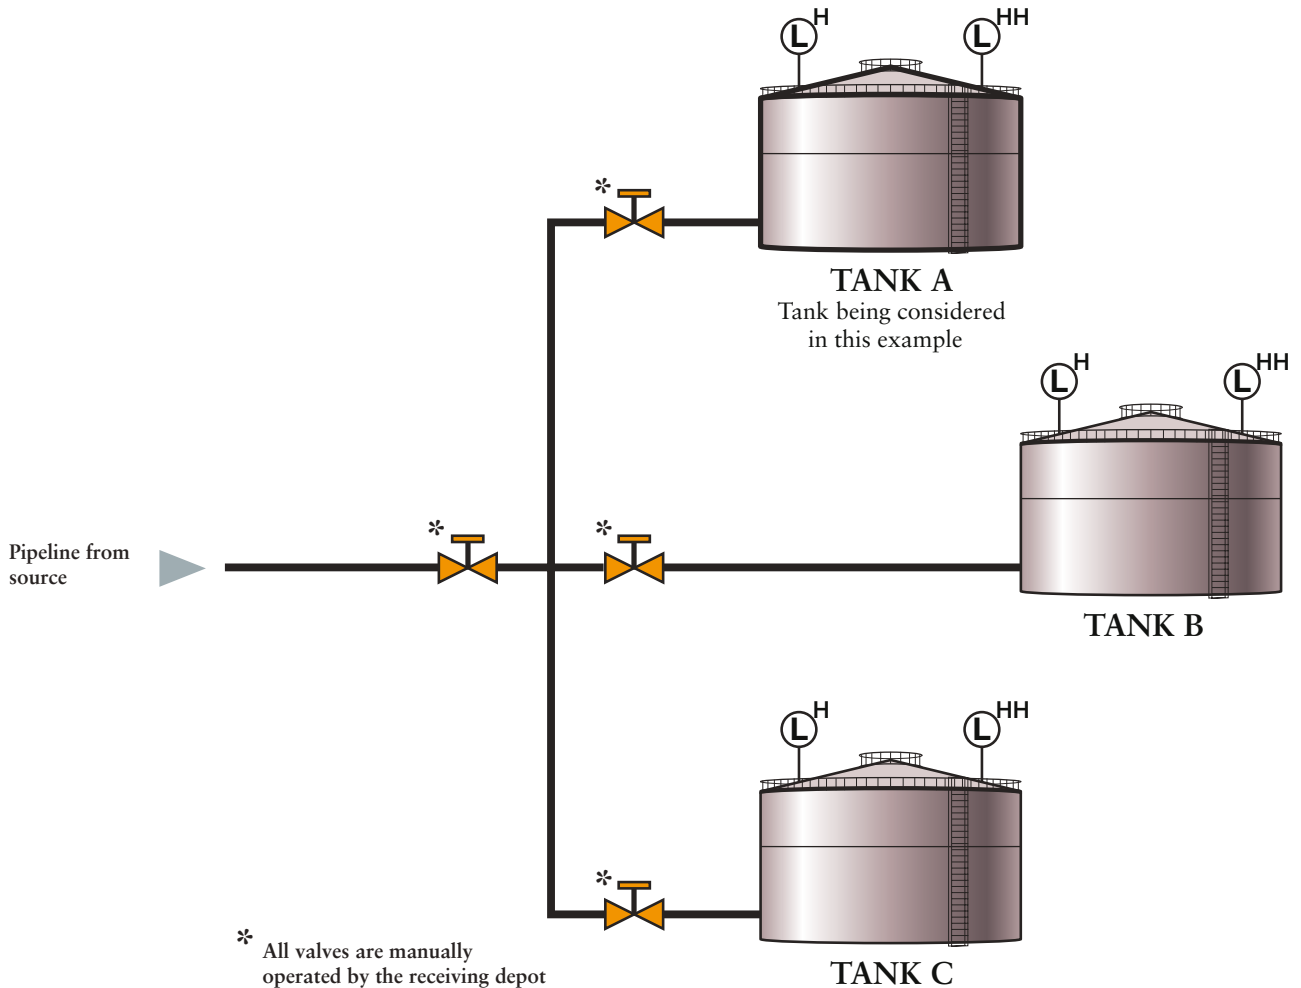 L H
L HH
*
TANK A
Tank being considered
in this example
L H
L HH
*
*
Pipeline from
source
TANK B
L H
L HH
*
* All valves are manually
operated by the receiving depot
TANK C